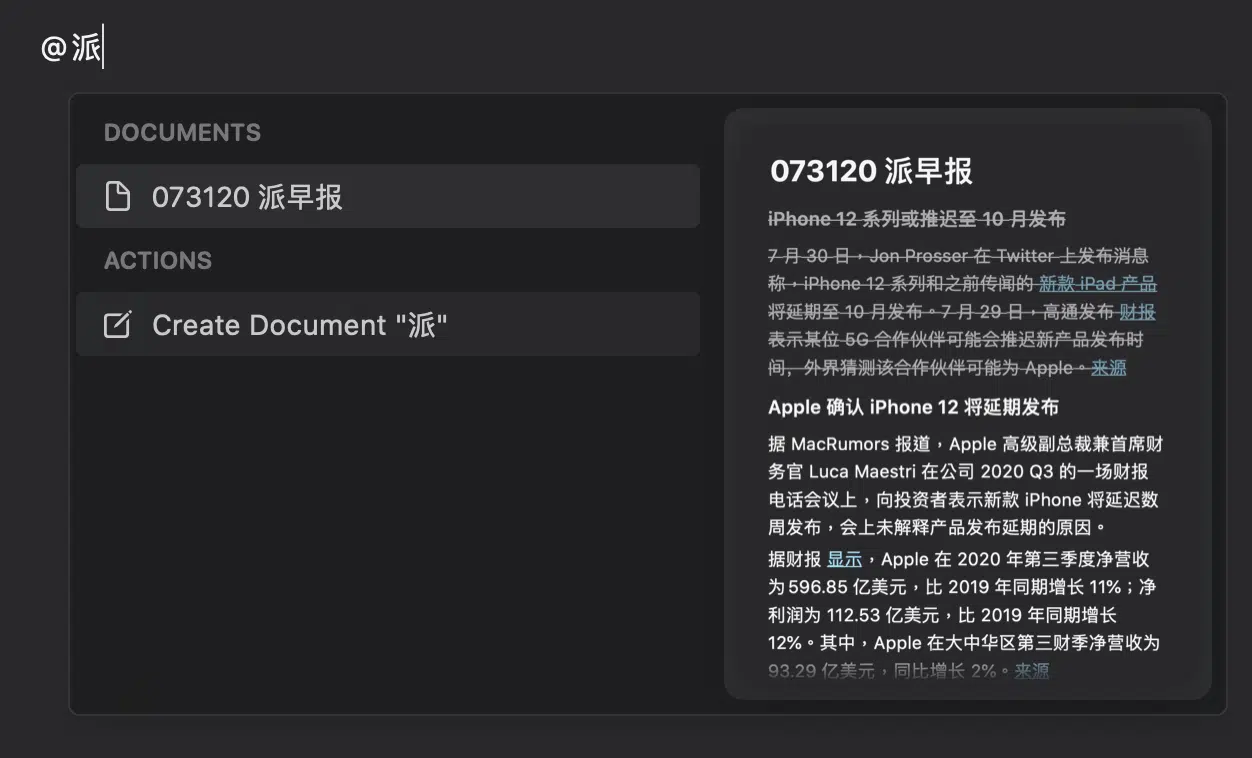 @派
DOCUMENTS
073120 派早报
ACTIONS
Create Document "派"
073120 派早报
iPhone 12 系列或推迟至 10 月发布
7 月 30 日，Jon Prosser 在 Twitter 上发布消息
称，iPhone 12 系列和之前传闻的 新款 iPad 产品
将延期至 10 月发布。7 月 29 日，高通发布 财报
表示某位 5G 合作伙伴可能会推迟新产品发布时
间，外界猜测该合作伙伴可能为 Apple。来源
Apple 确认 iPhone 12 将延期发布
据 MacRumors 报道，Apple 高级副总裁兼首席财
务官 Luca Maestri 在公司 2020 Q3 的一场财报
电话会议上，向投资者表示新款 iPhone 将延迟数
周发布，会上未解释产品发布延期的原因。
据财报 显示，Apple 在 2020 年第三季度净营收
为 596.85 亿美元，比 2019 年同期增长 11%；净
利润为 112.53 亿美元，比 2019 年同期增长
12%。其中，Apple 在大中华区第三财季净营收为
93.29 亿美元，同比增长 2%。来源